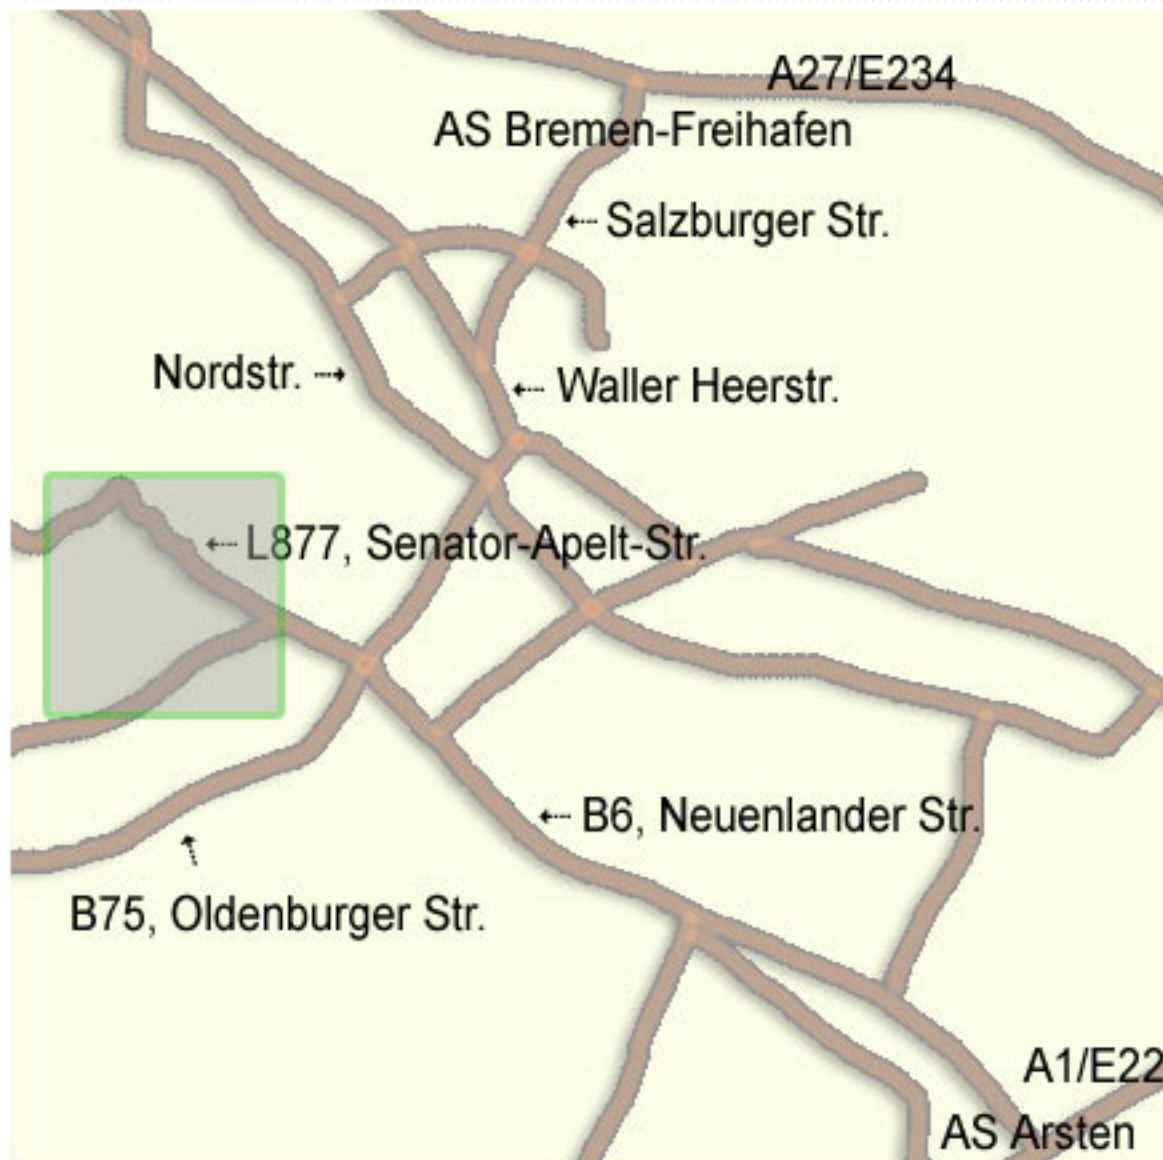 A27/E234
AS Bremen-Freihafen
Salzburger Str.
Nordstr.
Waller Heerstr.
L877, Senator-Apelt-Str.
B6, Neuenlander Str.
B75, Oldenburger Str.
A1/E22
AS Arsten